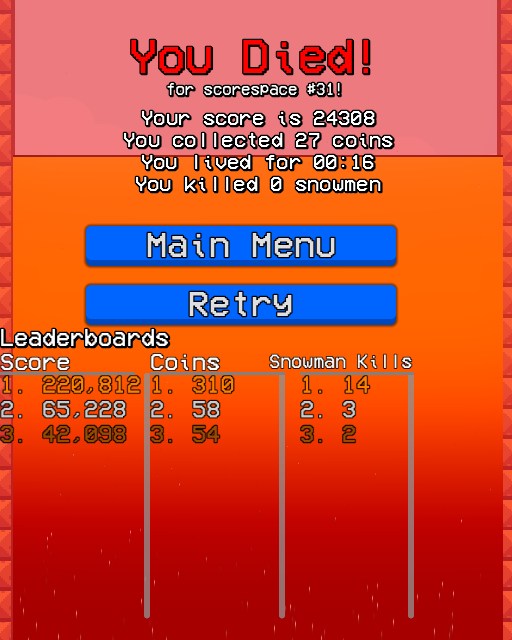 You Died!
for scorespace #31!
Your score is 24308
You collected 27 coins
You lived for 00:16
You killed 0 snowmen
Main Menu
Retry
Leaderboards
Score Coins Snowman Kills
1. 220,812 1. 310 1. 14
2. 65,228 2. 58 2. 3
3. 42,098 3. 54 3. 2